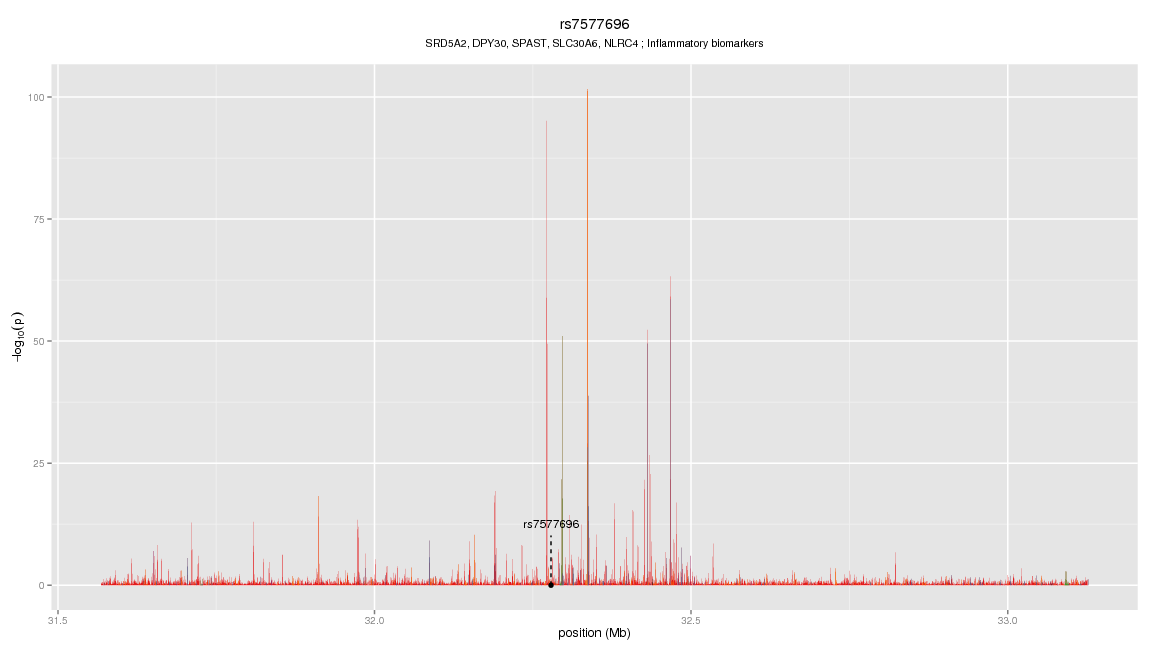 rs7577696
SRD5A2, DPY30, SPAST, SLC30A6, NLRC4 ; Inflammatory biomarkers
100
75
50
25
0
-log10(p)
rs7577696
31.5 32.0 32.5 33.0
position (Mb)